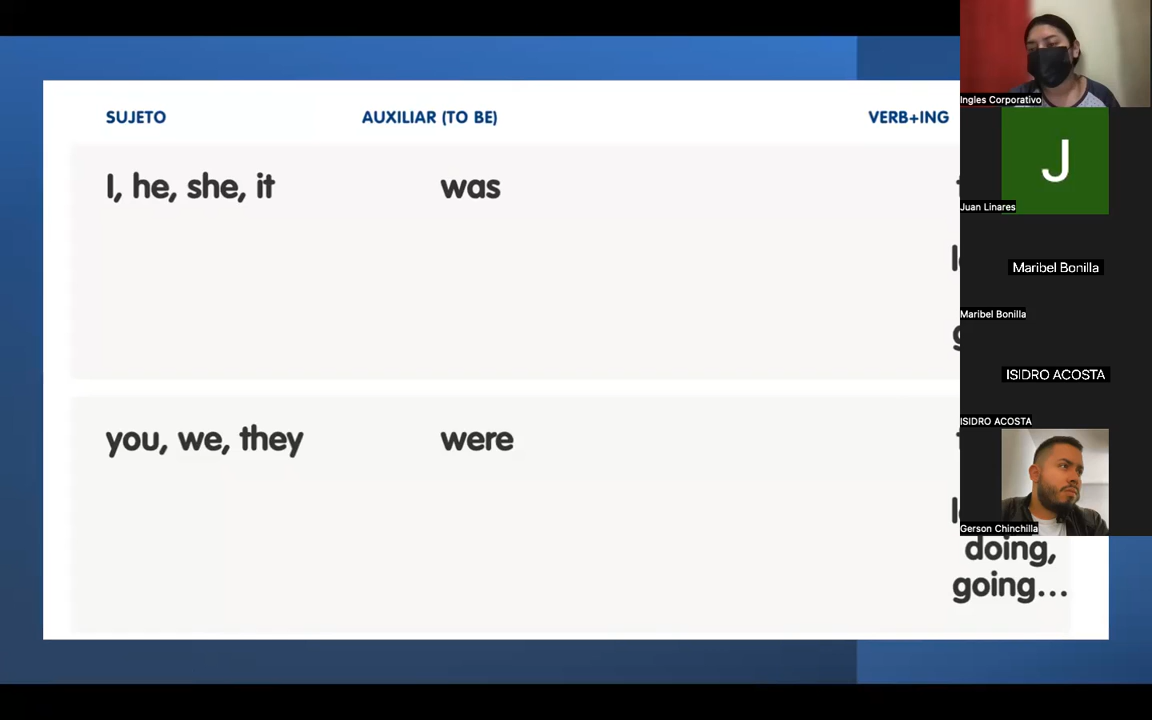 SUJETO AUXILIAR (TO BE) VERB+ING
I, he, she, it was
you, we, they were
doing,
going...
Ingles Corporativo
J
Juan Linares
Maribel Bonilla
Maribel Bonilla
ISIDRO ACOSTA
ISIDRO ACOSTA
Gerson Chinchilla